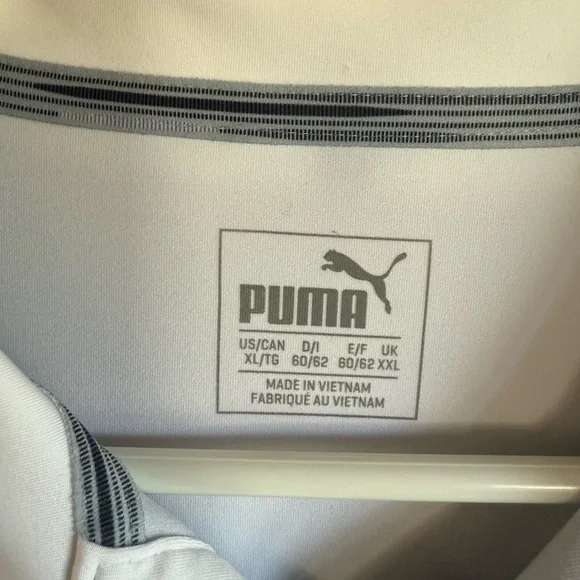 PUMA
US/CAN D/I E/F UK
XL/TG 60/62 60/62 XXL
MADE IN VIETNAM
FABRIQUÉ AU VIETNAM